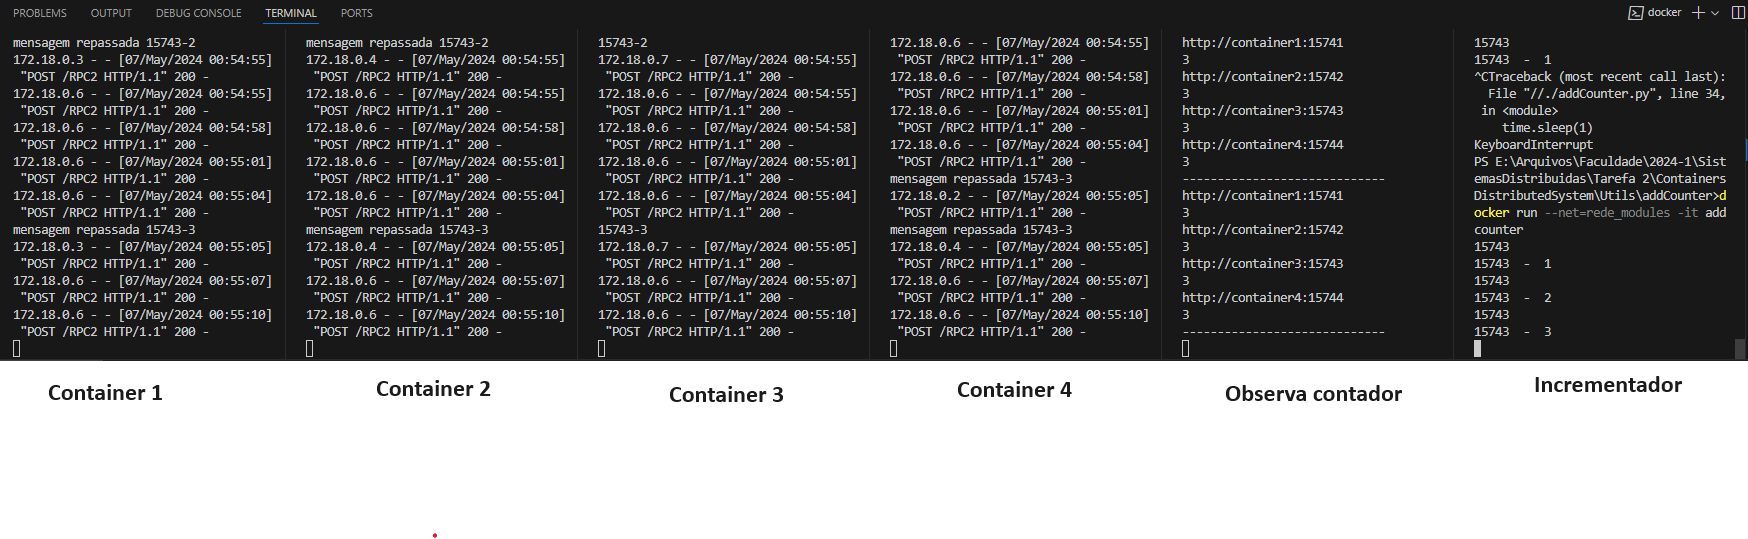 PROBLEMS OUTPUT DEBUG CONSOLE TERMINAL PORTS
docker
mensagem repassada 15743-2
172.18.0.3 - - [07/May/2024 00:54:55]
"POST /RPC2 HTTP/1.1" 200 -
172.18.0.6 - - [07/May/2024 00:54:55]
"POST /RPC2 HTTP/1.1" 200 -
172.18.0.6 - - [07/May/2024 00:54:58]
"POST /RPC2 HTTP/1.1" 200 -
172.18.0.6 - - [07/May/2024 00:55:01]
"POST /RPC2 HTTP/1.1" 200 -
172.18.0.6 - - [07/May/2024 00:55:04]
"POST /RPC2 HTTP/1.1" 200 -
mensagem repassada 15743-3
172.18.0.3 - - [07/May/2024 00:55:05]
"POST /RPC2 HTTP/1.1" 200 -
172.18.0.6 - - [07/May/2024 00:55:07]
"POST /RPC2 HTTP/1.1" 200 -
172.18.0.6 - - [07/May/2024 00:55:10]
"POST /RPC2 HTTP/1.1" 200 -
Container 1
mensagem repassada 15743-2
172.18.0.4 - - [07/May/2024 00:54:55]
"POST /RPC2 HTTP/1.1" 200 -
172.18.0.6 - - [07/May/2024 00:54:55]
"POST /RPC2 HTTP/1.1" 200 -
172.18.0.6 - - [07/May/2024 00:54:58]
"POST /RPC2 HTTP/1.1" 200 -
172.18.0.6 - - [07/May/2024 00:55:01]
"POST /RPC2 HTTP/1.1" 200 -
172.18.0.6 - - [07/May/2024 00:55:04]
"POST /RPC2 HTTP/1.1" 200 -
mensagem repassada 15743-3
172.18.0.4 - - [07/May/2024 00:55:05]
"POST /RPC2 HTTP/1.1" 200 -
172.18.0.6 - - [07/May/2024 00:55:07]
"POST /RPC2 HTTP/1.1" 200 -
172.18.0.6 - - [07/May/2024 00:55:10]
"POST /RPC2 HTTP/1.1" 200 -
Container 2
15743-2
172.18.0.7 - - [07/May/2024 00:54:55]
"POST /RPC2 HTTP/1.1" 200 -
172.18.0.6 - - [07/May/2024 00:54:55]
"POST /RPC2 HTTP/1.1" 200 -
172.18.0.6 - - [07/May/2024 00:54:58]
"POST /RPC2 HTTP/1.1" 200 -
172.18.0.6 - - [07/May/2024 00:55:01]
"POST /RPC2 HTTP/1.1" 200 -
172.18.0.6 - - [07/May/2024 00:55:04]
"POST /RPC2 HTTP/1.1" 200 -
15743-3
172.18.0.7 - - [07/May/2024 00:55:05]
"POST /RPC2 HTTP/1.1" 200 -
172.18.0.6 - - [07/May/2024 00:55:07]
"POST /RPC2 HTTP/1.1" 200 -
172.18.0.6 - - [07/May/2024 00:55:10]
"POST /RPC2 HTTP/1.1" 200 -
Container 3
172.18.0.6 - - [07/May/2024 00:54:55]
"POST /RPC2 HTTP/1.1" 200 -
172.18.0.6 - - [07/May/2024 00:54:58]
"POST /RPC2 HTTP/1.1" 200 -
172.18.0.6 - - [07/May/2024 00:55:01]
"POST /RPC2 HTTP/1.1" 200 -
172.18.0.6 - - [07/May/2024 00:55:04]
"POST /RPC2 HTTP/1.1" 200 -
mensagem repassada 15743-3
172.18.0.2 - - [07/May/2024 00:55:05]
"POST /RPC2 HTTP/1.1" 200 -
mensagem repassada 15743-3
172.18.0.4 - - [07/May/2024 00:55:05]
"POST /RPC2 HTTP/1.1" 200 -
172.18.0.6 - - [07/May/2024 00:55:07]
"POST /RPC2 HTTP/1.1" 200 -
172.18.0.6 - - [07/May/2024 00:55:10]
"POST /RPC2 HTTP/1.1" 200 -
Container 4
http://container1:15741
3
http://container2:15742
3
http://container3:15743
3
http://container4:15744
3
-----------------------------
http://container1:15741
3
http://container2:15742
3
http://container3:15743
3
http://container4:15744
3
-----------------------------
Observa contador
15743
15743 - 1
^CTraceback (most recent call last):
File "//./addCounter.py", line 34,
in <module>
time.sleep(1)
KeyboardInterrupt
PS E:\Arquivos\Faculdade\2024-1\Sist
emasDistribuidas\Tarefa 2\Containers
DistributedSystem\Utils\addCounter>d
ocker run --net=rede_modules -it add
counter
15743
15743 - 1
15743
15743 - 2
15743
15743 - 3
Incrementador